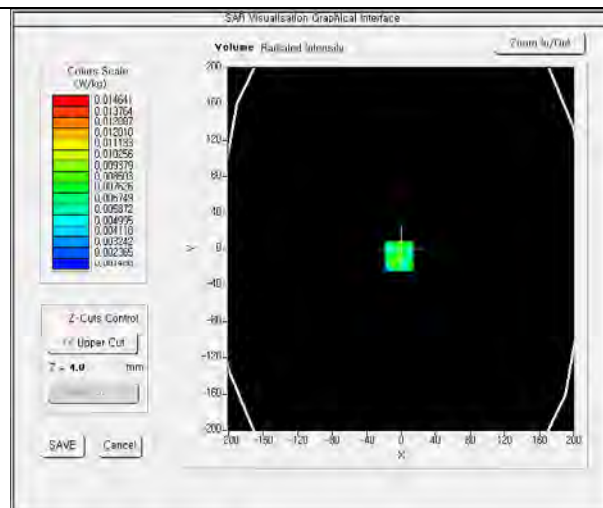 SAR Visualisation Graphical Interface
Volume Radiated Intensity
Zoom In/Out
Colors Scale
(W/kg)
0.014641
0.013764
0.012887
0.012010
0.011133
0.010256
0.009379
0.008503
0.007626
0.006749
0.005872
0.004995
0.004118
0.003242
0.002365
200
160
120
80
40
0
-40
-80
-120
-160
-200
Y
Z-Cuts Control
<< Upper Cut
Z = 4.0 mm
SAVE
Cancel
200 -160 -120 -80 -40 0 40 80 120 160 200
X